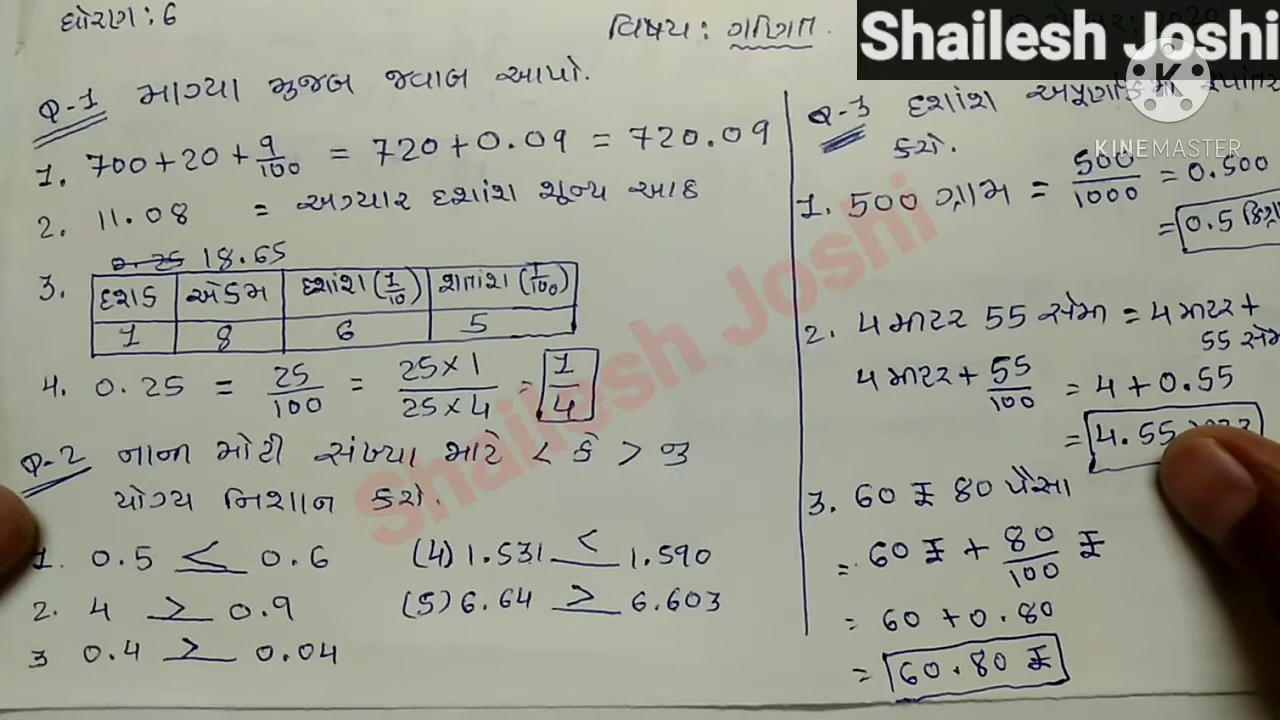 ધોરણ : 6
વિષય : ગણિત.
Shailesh Joshi
KINEMASTER
Q-1 માગ્યા મુજબ જવાબ આપો.
1. 700 + 20 + 9/100 = 720 + 0.09 = 720.09
2. 11.08 = અગ્યાર દશાંશ શૂન્ય આઠ
3. 0.25 18.65
દશક એકમ દશાંશ (1/10) શતાંશ (1/100)
1 8 6 5
4. 0.25 = 25/100 = 25×1/25×4 = 1/4
Q-2 નાની મોટી સંખ્યા માટે < કે > નુ
યોગ્ય નિશાન કરો.
1. 0.5 < 0.6
2. 4 > 0.9
3 0.4 > 0.04
(4) 1.531 < 1.590
(5) 6.64 > 6.603
Q-3 દશાંશ અપૂર્ણાંકમાં રૂપાંતર
કરો.
1. 500 ગ્રામ = 500/1000 = 0.500
= 0.5 કિગ્રા
2. 4 મીટર 55 સેમી = 4 મીટર +
55 સેમી
4 મીટર + 55/100 = 4 + 0.55
= 4.55
3. 60 ₹ 80 પૈસા
= 60 ₹ + 80/100 ₹
= 60 + 0.80
= 60.80 ₹
Shailesh Joshi